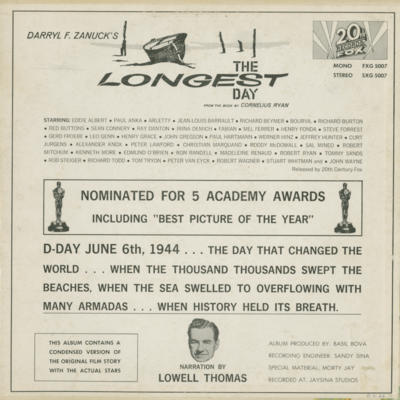 DARRYL F. ZANUCK'S
THE
LONGEST
DAY
FROM THE BOOK BY CORNELIUS RYAN
20th
CENTURY
FOX
MONO FXG 5007
STEREO SXG 5007
STARRING: EDDIE ALBERT • PAUL ANKA • ARLETTY • JEAN LOUIS BARRAULT • RICHARD BEYMER • BOURVIL • RICHARD BURTON
RED BUTTONS • SEAN CONNERY • RAY DANTON • IRINA DEMICH • FABIAN • MEL FERRER • HENRY FONDA • STEVE FORREST
• GERD FROEBE • LEO GENN • HENRY GRACE • JOHN GREGSON • PAUL HARTMANN • WERNER HINZ • JEFFREY HUNTER • CURT
JURGENS • ALEXANDER KNOX • PETER LAWFORD • CHRISTIAN MARQUAND • RODDY McDOWALL • SAL MINEO • ROBERT
MITCHUM • KENNETH MORE • EDMOND O'BRIEN • RON RANDELL • MADELEINE RENAUD • ROBERT RYAN • TOMMY SANDS
• ROD STEIGER • RICHARD TODD • TOM TRYON • PETER VAN EYCK • ROBERT WAGNER • STUART WHITMAN and • JOHN WAYNE
Released by 20th Century Fox
NOMINATED FOR 5 ACADEMY AWARDS
INCLUDING "BEST PICTURE OF THE YEAR"
D-DAY JUNE 6th, 1944 . . . THE DAY THAT CHANGED THE
WORLD . . . WHEN THE THOUSAND THOUSANDS SWEPT THE
BEACHES, WHEN THE SEA SWELLED TO OVERFLOWING WITH
MANY ARMADAS . . . WHEN HISTORY HELD ITS BREATH.
THIS ALBUM CONTAINS A
CONDENSED VERSION OF
THE ORIGINAL FILM STORY
WITH THE ACTUAL STARS
NARRATION BY
LOWELL THOMAS
ALBUM PRODUCED BY: BASIL BOVA
RECORDING ENGINEER: SANDY SINA
SPECIAL MATERIAL: MORTY JAY
RECORDED AT: JAYSINA STUDIOS